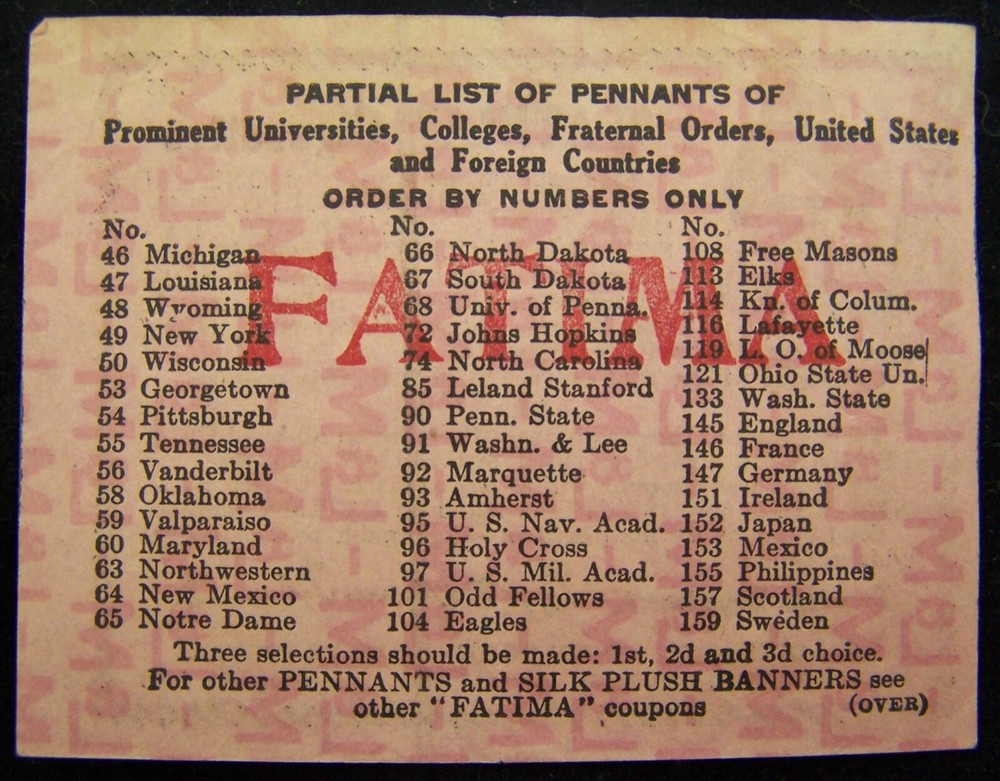 PARTIAL LIST OF PENNANTS OF
Prominent Universities, Colleges, Fraternal Orders, United States
and Foreign Countries
ORDER BY NUMBERS ONLY
FATIMA
No.
46 Michigan
47 Louisiana
48 Wyoming
49 New York
50 Wisconsin
53 Georgetown
54 Pittsburgh
55 Tennessee
56 Vanderbilt
58 Oklahoma
59 Valparaiso
60 Maryland
63 Northwestern
64 New Mexico
65 Notre Dame
No.
66 North Dakota
67 South Dakota
68 Univ. of Penna.
72 Johns Hopkins
74 North Carolina
85 Leland Stanford
90 Penn. State
91 Washn. & Lee
92 Marquette
93 Amherst
95 U. S. Nav. Acad.
96 Holy Cross
97 U. S. Mil. Acad.
101 Odd Fellows
104 Eagles
No.
108 Free Masons
113 Elks
114 Kn. of Colum.
116 Lafayette
119 L. O. of Moose
121 Ohio State Un.
133 Wash. State
145 England
146 France
147 Germany
151 Ireland
152 Japan
153 Mexico
155 Philippines
157 Scotland
159 Sweden
Three selections should be made: 1st, 2d and 3d choice.
For other PENNANTS and SILK PLUSH BANNERS see
other "FATIMA" coupons
(OVER)